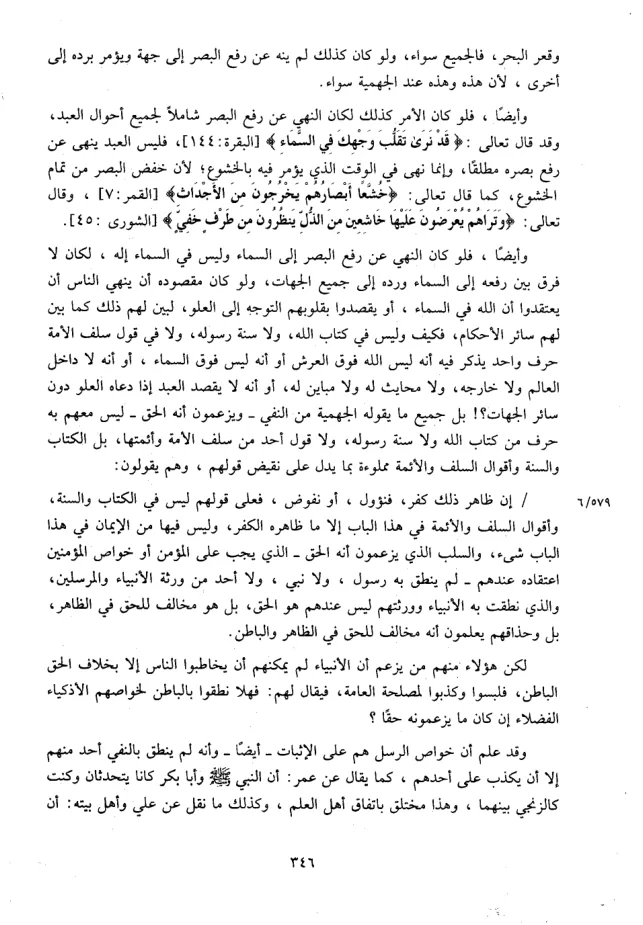 وقعر البحر، فالجميع سواء، ولو كان كذلك لم ينه عن رفع البصر إلى جهة ويؤمر برده إلى
أخرى ، لأن هذه وهذه عند الجهمية سواء.
وأيضًا ، فلو كان الأمر كذلك لكان النهي عن رفع البصر شاملاً لجميع أحوال العبد،
وقد قال تعالى :﴿ قَدْ نَرَىٰ تَقَلُّبَ وَجْهِكَ فِي السَّمَاءِ ﴾ [البقرة:١٤٤]، فليس العبد ينهى عن
رفع بصره مطلقًا، وإنما نهى في الوقت الذي يؤمر فيه بالخشوع؛ لأن خفض البصر من تمام
الخشوع، كما قال تعالى: ﴿خُشَّعًا أَبْصَارُهُمْ يَخْرُجُونَ مِنَ الأَجْدَاثِ﴾ [القمر:٧] ، وقال
تعالى: ﴿وَتَرَاهُمْ يُعْرَضُونَ عَلَيْهَا خَاشِعِينَ مِنَ الذُّلِّ يَنظُرُونَ مِن طَرْفٍ خَفِيٍّ﴾ [الشورى :٤٥].
وأيضًا ، فلو كان النهي عن رفع البصر إلى السماء وليس في السماء إله ، لكان لا
فرق بين رفعه إلى السماء ورده إلى جميع الجهات، ولو كان مقصوده أن ينهي الناس أن
يعتقدوا أن الله في السماء ، أو يقصدوا بقلوبهم التوجه إلى العلو، لبين لهم ذلك كما بين
لهم سائر الأحكام، فكيف وليس في كتاب الله، ولا سنة رسوله، ولا في قول سلف الأمة
حرف واحد يذكر فيه أنه ليس الله فوق العرش أو أنه ليس فوق السماء ، أو أنه لا داخل
العالم ولا خارجه، ولا محايث له ولا مباين له، أو أنه لا يقصد العبد إذا دعاه العلو دون
سائر الجهات؟! بل جميع ما يقوله الجهمية من النفي ـ ويزعمون أنه الحق ـ ليس معهم به
حرف من كتاب الله ولا سنة رسوله، ولا قول أحد من سلف الأمة وأئمتها، بل الكتاب
والسنة وأقوال السلف والأئمة مملوءة بما يدل على نقيض قولهم ، وهم يقولون:
٦/٥٧٩ / إن ظاهر ذلك كفر، فنؤول ، أو نفوض ، فعلى قولهم ليس في الكتاب والسنة،
وأقوال السلف والأئمة في هذا الباب إلا ما ظاهره الكفر، وليس فيها من الإيمان في هذا
الباب شىء، والسلب الذي يزعمون أنه الحق ـ الذي يجب على المؤمن أو خواص المؤمنين
اعتقاده عندهم ـ لم ينطق به رسول ، ولا نبي ، ولا أحد من ورثة الأنبياء والمرسلين،
والذي نطقت به الأنبياء وورثتهم ليس عندهم هو الحق، بل هو مخالف للحق في الظاهر،
بل وحذاقهم يعلمون أنه مخالف للحق في الظاهر والباطن.
لكن هؤلاء منهم من يزعم أن الأنبياء لم يمكنهم أن يخاطبوا الناس إلا بخلاف الحق
الباطن، فلبسوا وكذبوا لمصلحة العامة، فيقال لهم: فهلا نطقوا بالباطن لخواصهم الأذكياء
الفضلاء إن كان ما يزعمونه حقًا ؟
وقد علم أن خواص الرسل هم على الإثبات ـ أيضًا ـ وأنه لم ينطق بالنفي أحد منهم
إلا أن يكذب على أحدهم ، كما يقال عن عمر: أن النبي ﷺ وأبا بكر كانا يتحدثان وكنت
كالزنجي بينهما ، وهذا مختلق باتفاق أهل العلم ، وكذلك ما نقل عن علي وأهل بيته: أن
٣٤٦